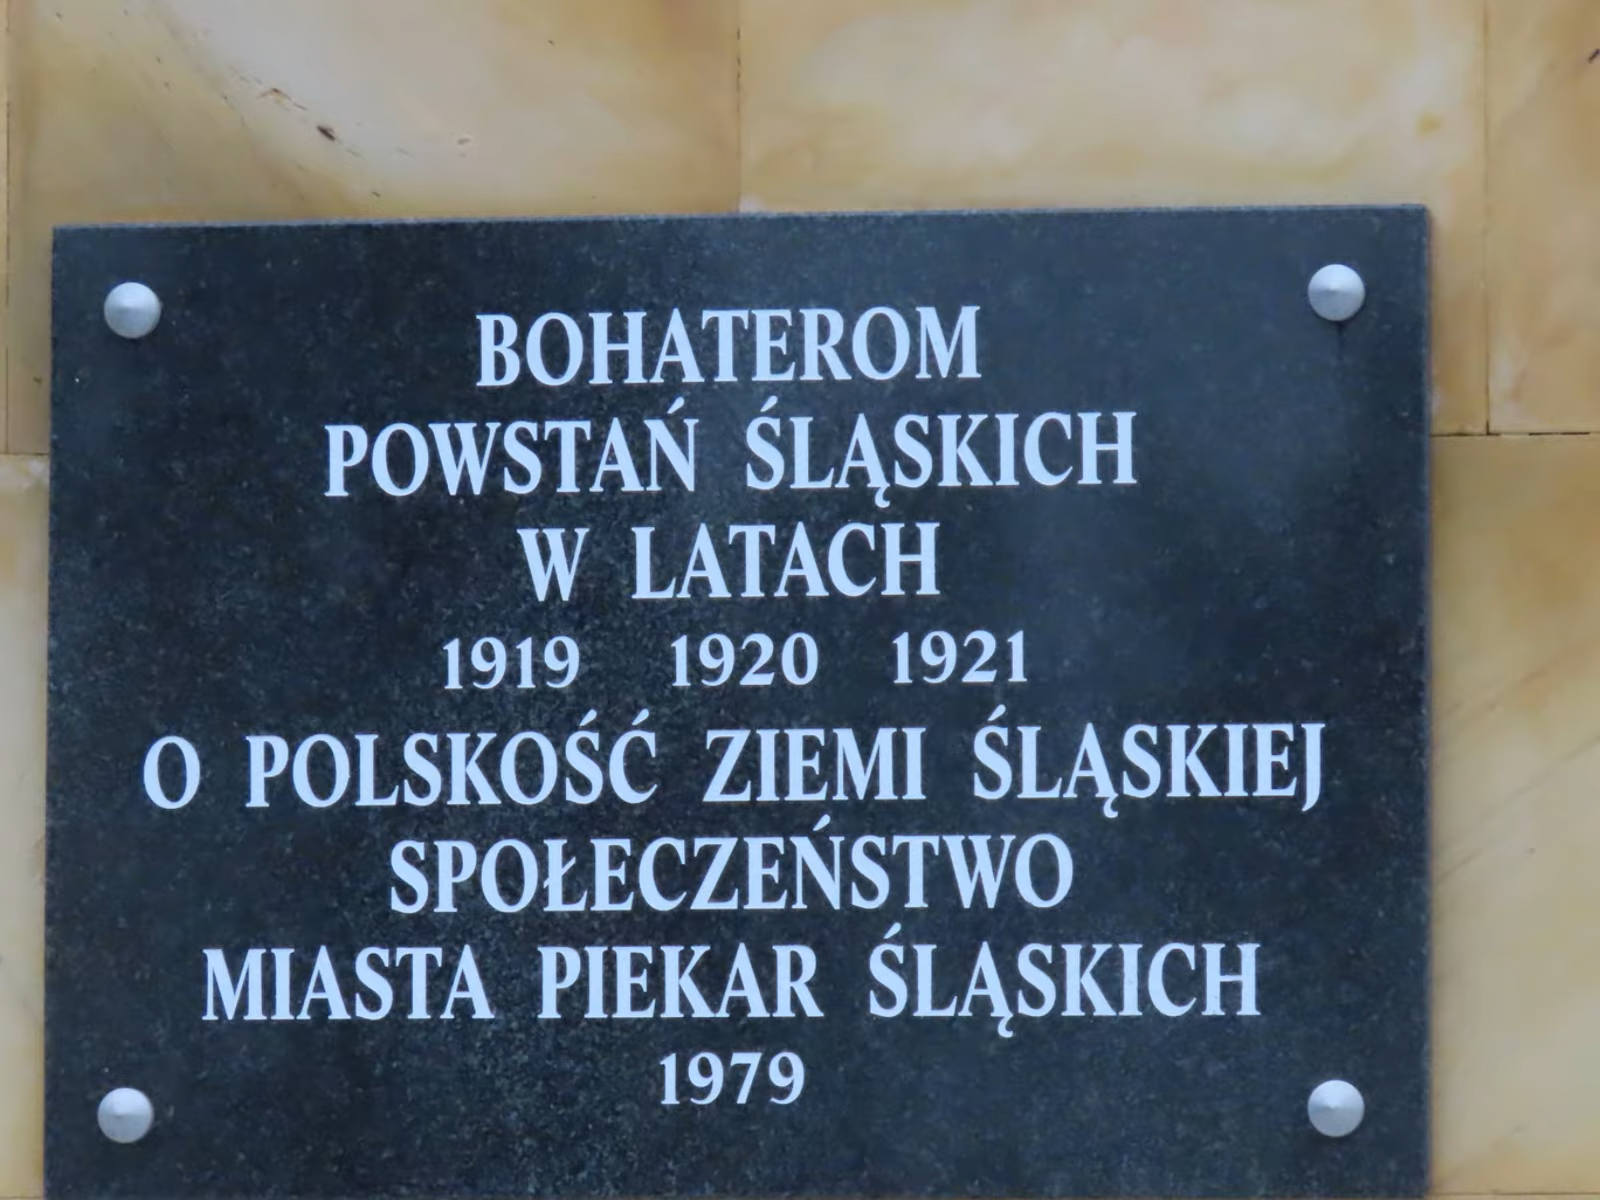 BOHATEROM
POWSTAŃ ŚLĄSKICH
W LATACH
1919 1920 1921
O POLSKOŚĆ ZIEMI ŚLĄSKIEJ
SPOŁECZEŃSTWO
MIASTA PIEKAR ŚLĄSKICH
1979